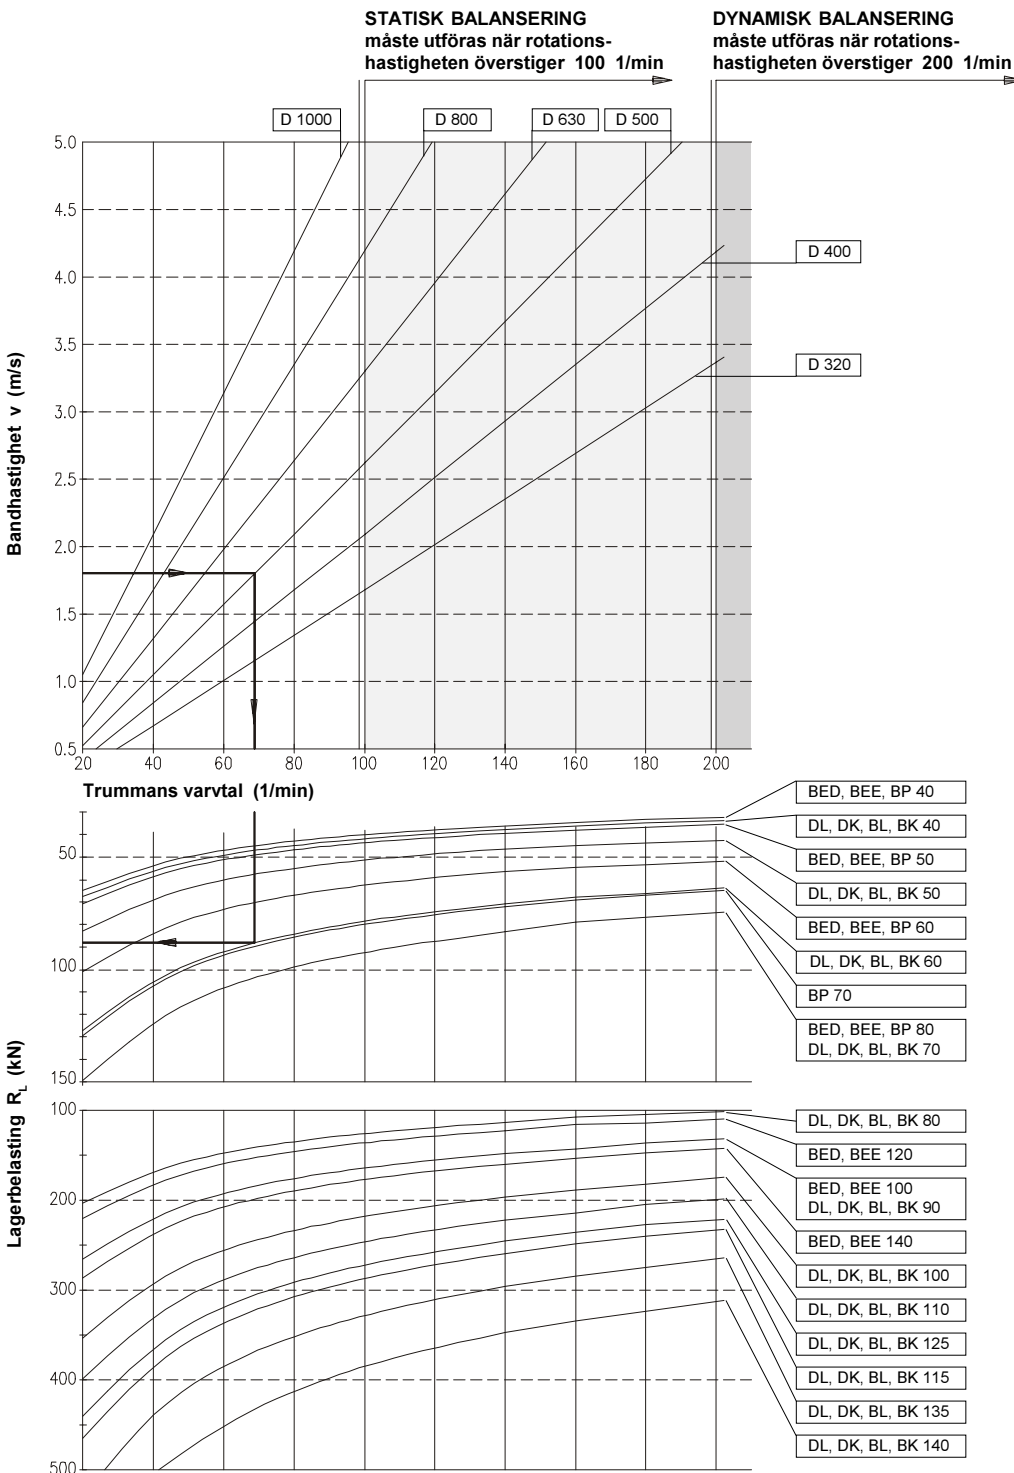 STATISK BALANSERING
måste utföras när rotations-
hastigheten överstiger 100 1/min
DYNAMISK BALANSERING
måste utföras när rotations-
hastigheten överstiger 200 1/min
D 1000
D 800
D 630
D 500
D 400
D 320
Bandhastighet v (m/s)
5.0
4.5
4.0
3.5
3.0
2.5
2.0
1.5
1.0
0.5
20
40
60
80
100
120
140
160
180
200
Trummans varvtal (1/min)
Lagerbelasting R_L (kN)
50
100
150
BED, BEE, BP 40
DL, DK, BL, BK 40
BED, BEE, BP 50
DL, DK, BL, BK 50
BED, BEE, BP 60
DL, DK, BL, BK 60
BP 70
BED, BEE, BP 80
DL, DK, BL, BK 70
100
200
300
400
500
DL, DK, BL, BK 80
BED, BEE 120
BED, BEE 100
DL, DK, BL, BK 90
BED, BEE 140
DL, DK, BL, BK 100
DL, DK, BL, BK 110
DL, DK, BL, BK 125
DL, DK, BL, BK 115
DL, DK, BL, BK 135
DL, DK, BL, BK 140